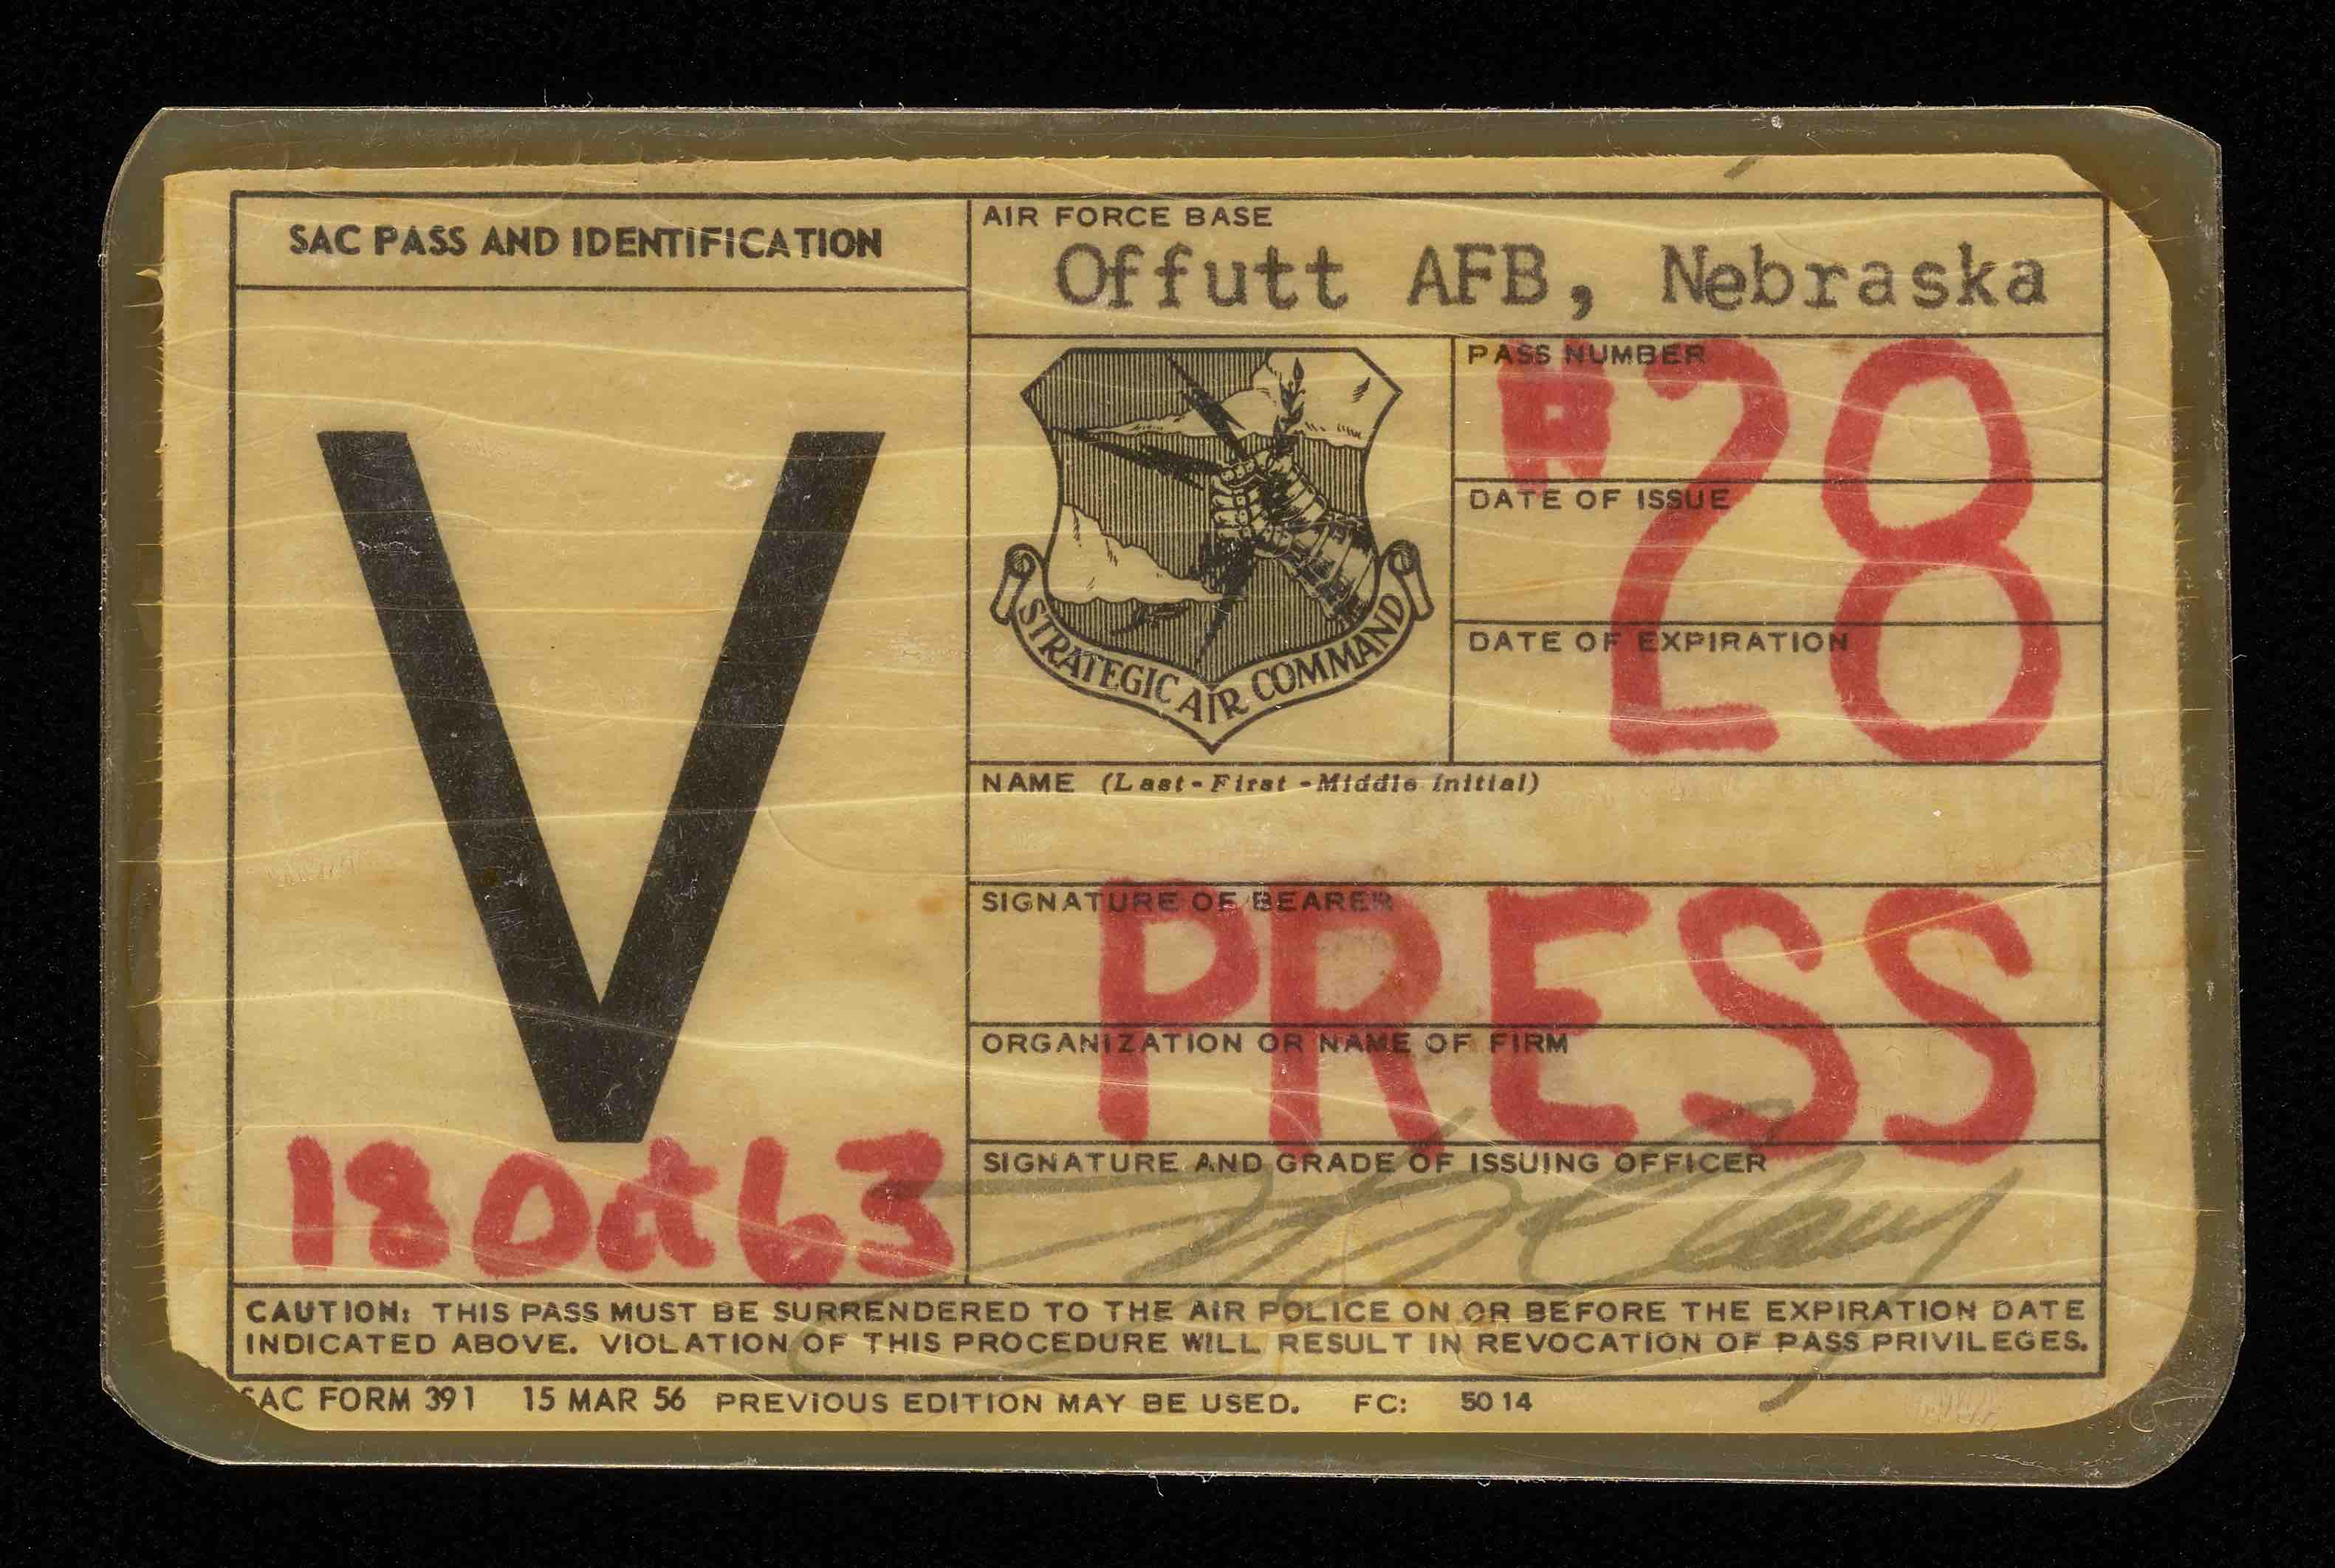 SAC PASS AND IDENTIFICATION
V
18 Oct 63
AIR FORCE BASE
Offutt AFB, Nebraska
STRATEGIC AIR COMMAND
PASS NUMBER
#28
DATE OF ISSUE
DATE OF EXPIRATION
NAME (Last-First-Middle Initial)
SIGNATURE OF BEARER
PRESS
ORGANIZATION OR NAME OF FIRM
SIGNATURE AND GRADE OF ISSUING OFFICER
CAUTION: THIS PASS MUST BE SURRENDERED TO THE AIR POLICE ON OR BEFORE THE EXPIRATION DATE
INDICATED ABOVE. VIOLATION OF THIS PROCEDURE WILL RESULT IN REVOCATION OF PASS PRIVILEGES.
SAC FORM 391 15 MAR 56 PREVIOUS EDITION MAY BE USED. FC: 5014